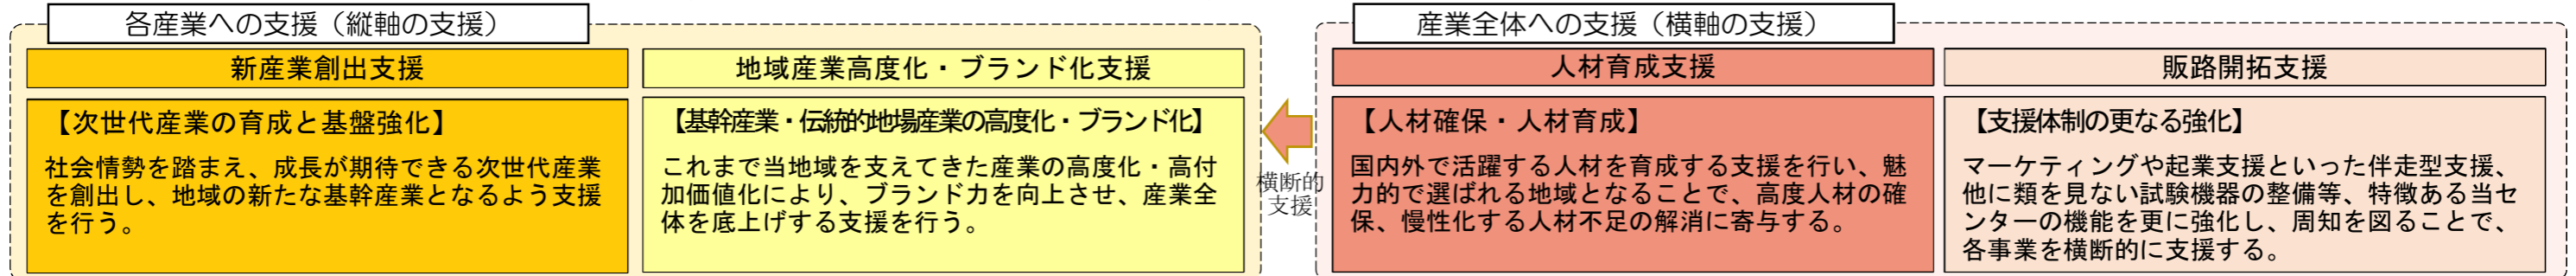 各産業への支援（縦軸の支援）
新産業創出支援
【次世代産業の育成と基盤強化】
社会情勢を踏まえ、成長が期待できる次世代産業
を創出し、地域の新たな基幹産業となるよう支援
を行う。
地域産業高度化・ブランド化支援
【基幹産業・伝統的地場産業の高度化・ブランド化】
これまで当地域を支えてきた産業の高度化・高付
加価値化により、ブランド力を向上させ、産業全
体を底上げする支援を行う。
横断的
支援
産業全体への支援（横軸の支援）
人材育成支援
【人材確保・人材育成】
国内外で活躍する人材を育成する支援を行い、魅
力的で選ばれる地域となることで、高度人材の確
保、慢性化する人材不足の解消に寄与する。
販路開拓支援
【支援体制の更なる強化】
マーケティングや起業支援といった伴走型支援、
他に類を見ない試験機器の整備等、特徴ある当セ
ンターの機能を更に強化し、周知を図ることで、
各事業を横断的に支援する。